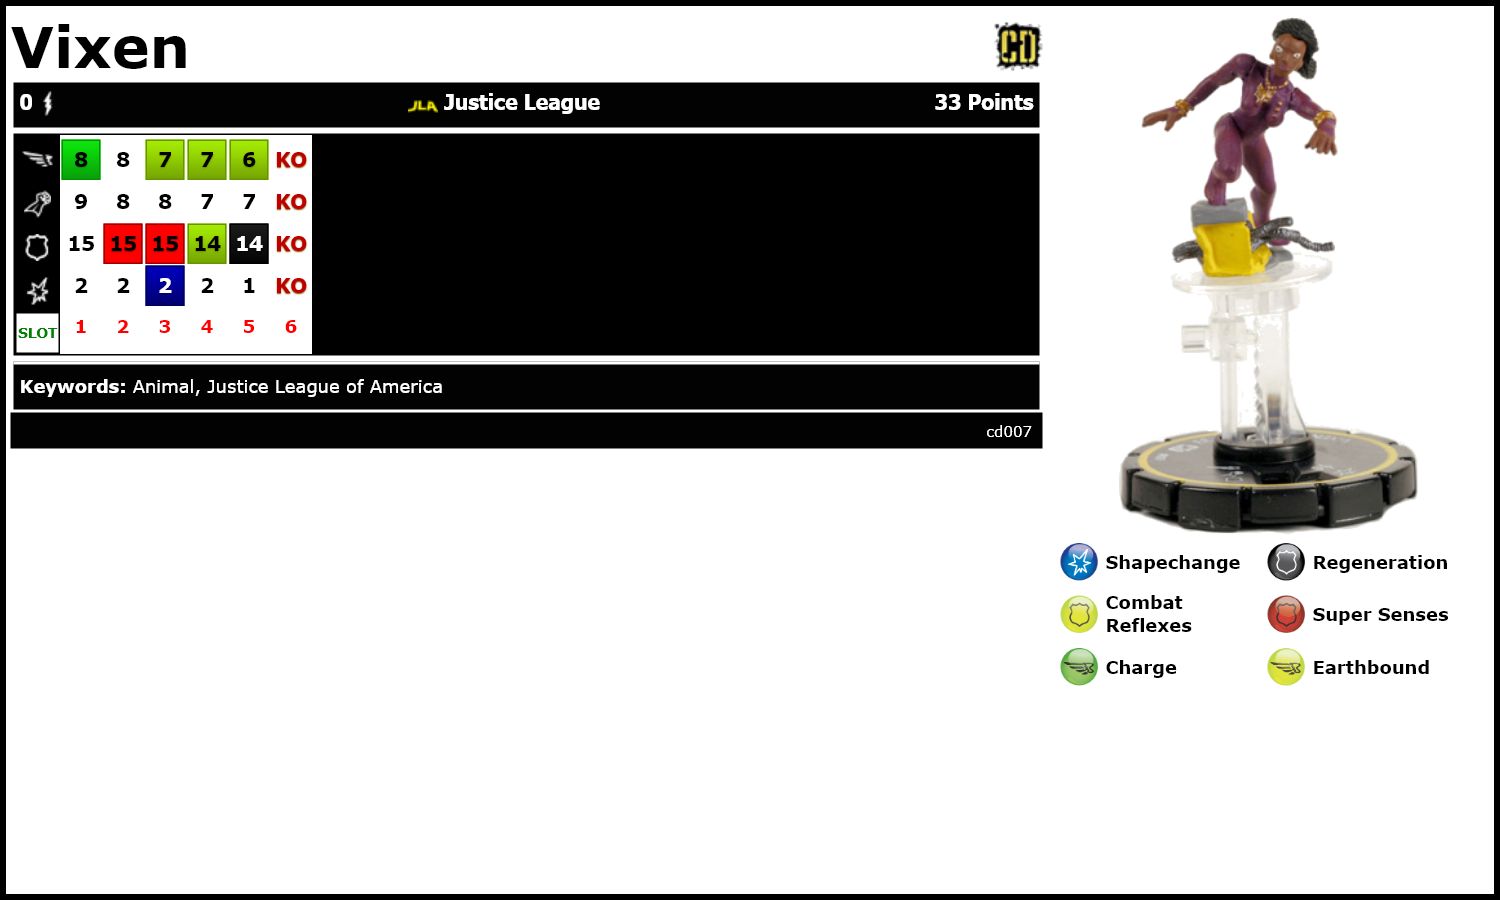 Vixen
CD
0 JLA Justice League 33 Points
8 8 7 7 6 KO
9 8 8 7 7 KO
15 15 15 14 14 KO
2 2 2 2 1 KO
SLOT 1 2 3 4 5 6
Keywords: Animal, Justice League of America
cd007
Shapechange Regeneration
Combat
Reflexes
Super Senses
Charge Earthbound